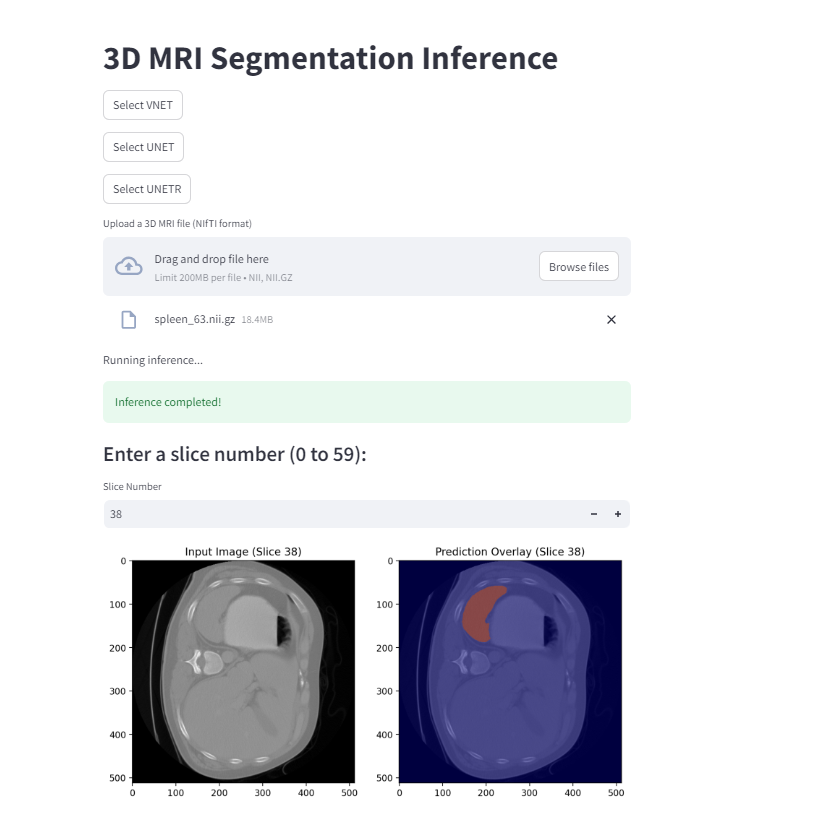 3D MRI Segmentation Inference
Select VNET
Select UNET
Select UNETR
Upload a 3D MRI file (NIfTI format)
Drag and drop file here
Limit 200MB per file • NII, NII.GZ
Browse files
spleen_63.nii.gz 18.4MB
Running inference...
Inference completed!
Enter a slice number (0 to 59):
Slice Number
38
Input Image (Slice 38)
0
100
200
300
400
500
0 100 200 300 400 500
Prediction Overlay (Slice 38)
0
100
200
300
400
500
0 100 200 300 400 500